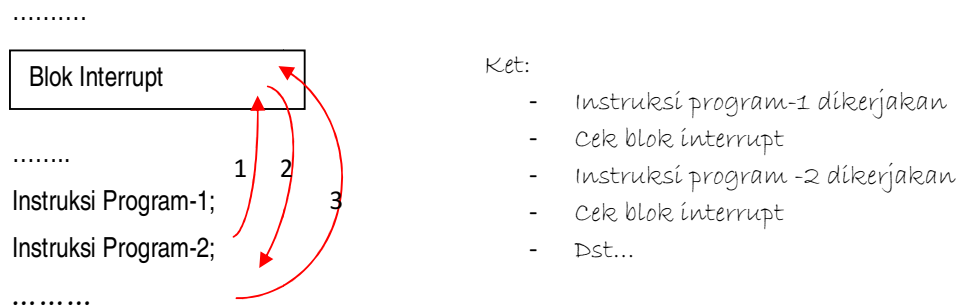 ……….
Blok Interrupt
……..
1 2
Instruksi Program-1; 3
Instruksi Program-2;
………
Ket:
- Instruksi program-1 dikerjakan
- Cek blok interrupt
- Instruksi program -2 dikerjakan
- Cek blok interrupt
- Dst...